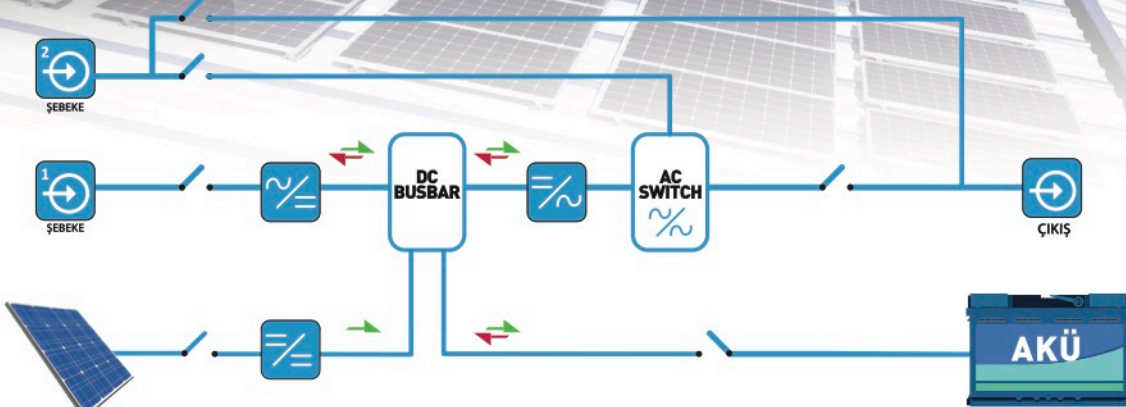 2
ŞEBEKE
1
ŞEBEKE
DC
BUSBAR
AC
SWITCH
ÇIKIŞ
AKÜ